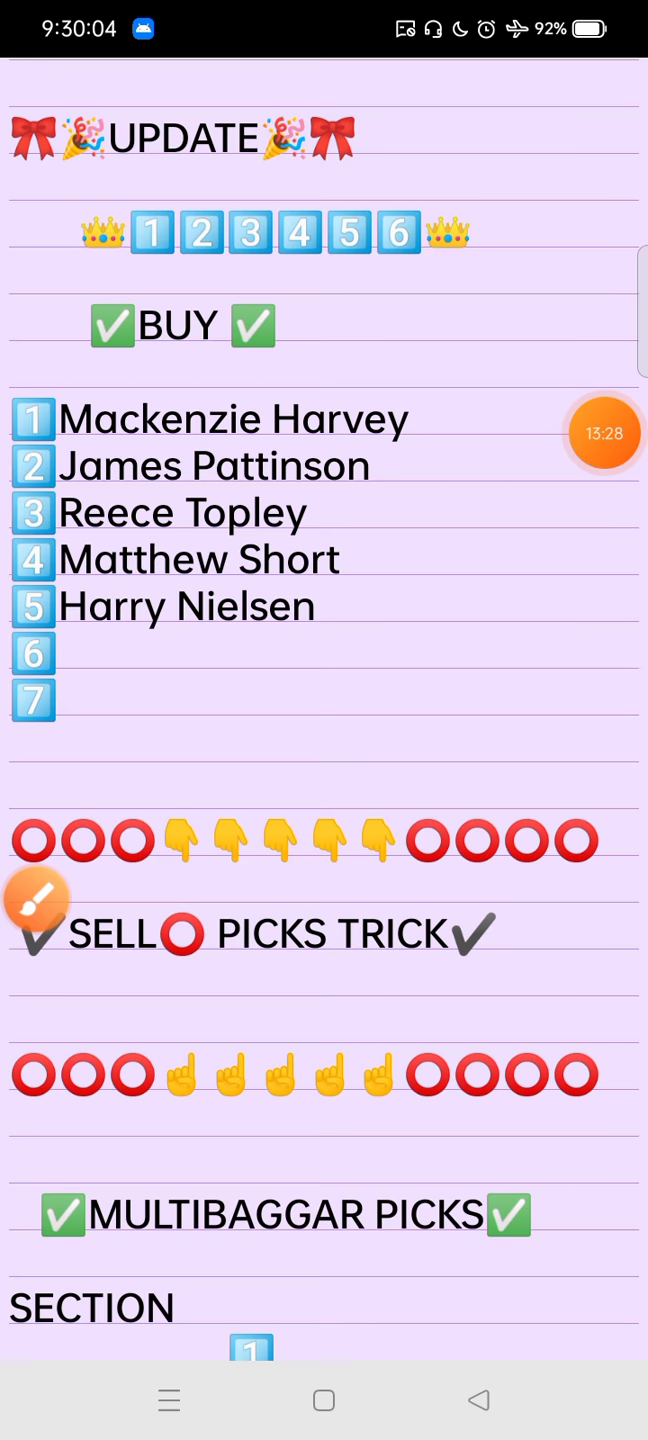 9:30:04
92%
🎀🎉UPDATE🎉🎀
👑1️⃣2️⃣3️⃣4️⃣5️⃣6️⃣👑
✅BUY ✅
1️⃣Mackenzie Harvey
2️⃣James Pattinson
13:28
3️⃣Reece Topley
4️⃣Matthew Short
5️⃣Harry Nielsen
6️⃣
7️⃣
⭕⭕⭕👇👇👇👇👇⭕⭕⭕⭕
✔️SELL⭕ PICKS TRICK✔️
⭕⭕⭕☝️☝️☝️☝️☝️⭕⭕⭕⭕
✅MULTIBAGGAR PICKS✅
SECTION
1️⃣